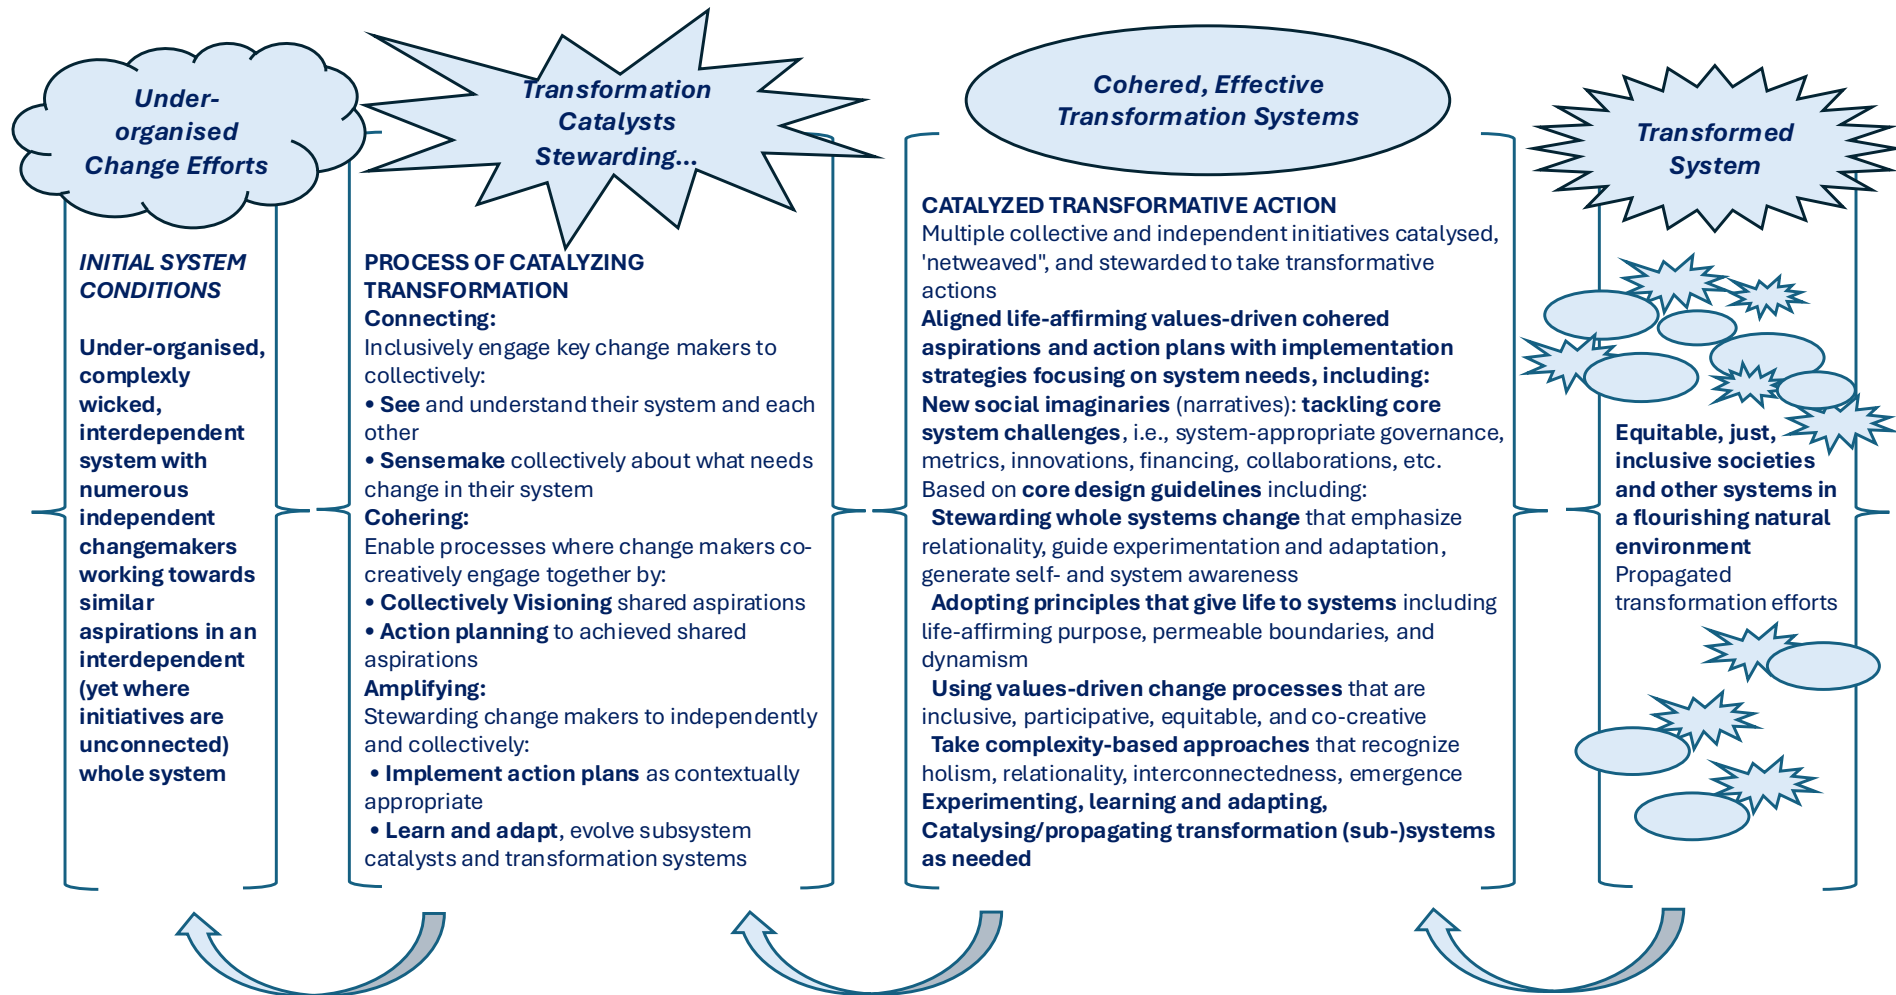 Under-
organised
Change Efforts
INITIAL SYSTEM
CONDITIONS
Under-organised,
complexly
wicked,
interdependent
system with
numerous
independent
changemakers
working towards
similar
aspirations in an
interdependent
(yet where
initiatives are
unconnected)
whole system
Transformation
Catalysts
Stewarding...
PROCESS OF CATALYZING
TRANSFORMATION
Connecting:
Inclusively engage key change makers to
collectively:
• See and understand their system and each
other
• Sensemake collectively about what needs
change in their system
Cohering:
Enable processes where change makers co-
creatively engage together by:
• Collectively Visioning shared aspirations
• Action planning to achieved shared
aspirations
Amplifying:
Stewarding change makers to independently
and collectively:
• Implement action plans as contextually
appropriate
• Learn and adapt, evolve subsystem
catalysts and transformation systems
Cohered, Effective
Transformation Systems
CATALYZED TRANSFORMATIVE ACTION
Multiple collective and independent initiatives catalysed,
'netweaved", and stewarded to take transformative
actions
Aligned life-affirming values-driven cohered
aspirations and action plans with implementation
strategies focusing on system needs, including:
New social imaginaries (narratives): tackling core
system challenges, i.e., system-appropriate governance,
metrics, innovations, financing, collaborations, etc.
Based on core design guidelines including:
Stewarding whole systems change that emphasize
relationality, guide experimentation and adaptation,
generate self- and system awareness
Adopting principles that give life to systems including
life-affirming purpose, permeable boundaries, and
dynamism
Using values-driven change processes that are
inclusive, participative, equitable, and co-creative
Take complexity-based approaches that recognize
holism, relationality, interconnectedness, emergence
Experimenting, learning and adapting,
Catalysing/propagating transformation (sub-)systems
as needed
Transformed
System
Equitable, just,
inclusive societies
and other systems in
a flourishing natural
environment
Propagated
transformation efforts